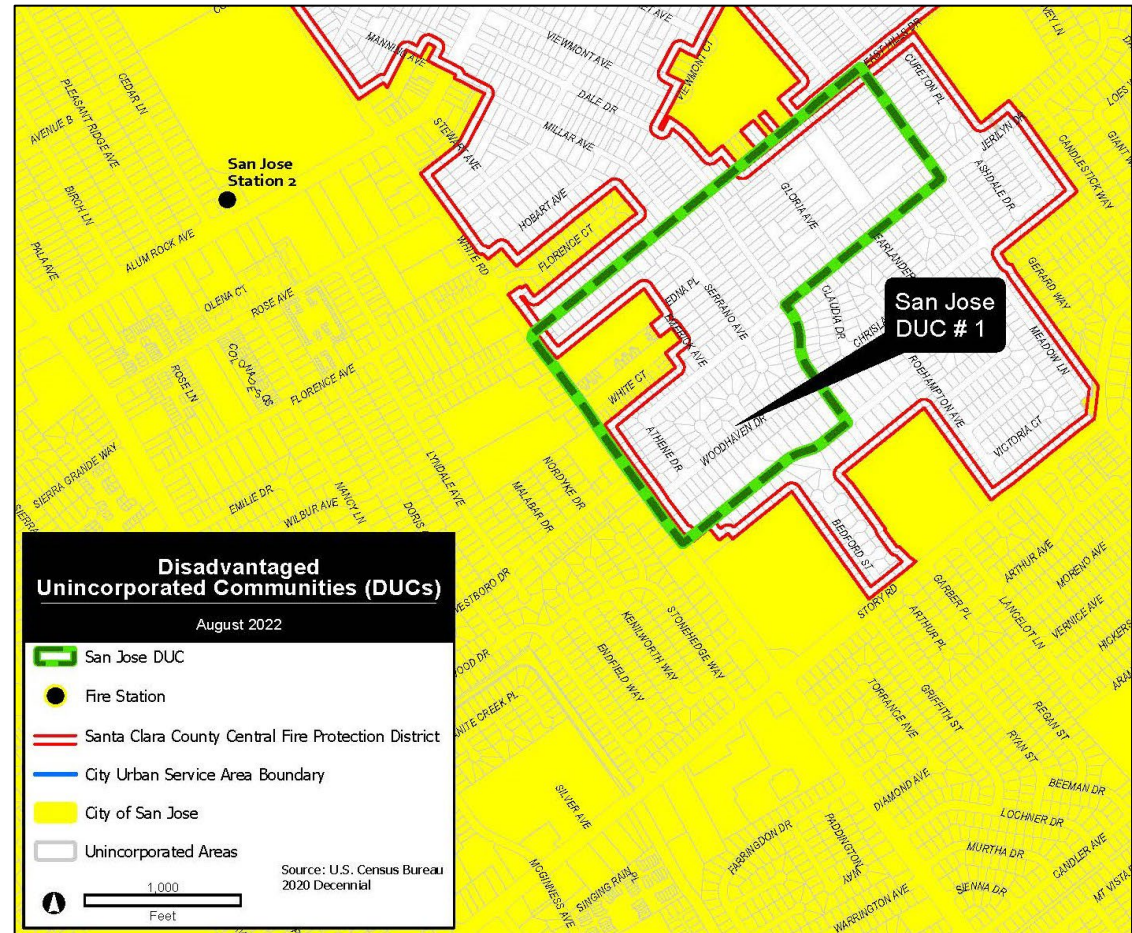 MANNING AVE
VIEWMONT AVE
VIEWMONT CT
EAST HILLS DR
CURETON PL
CEDAR LN
PLEASANT RIDGE AVE
AVENUE B
DALE DR
MILLAR AVE
STEWART AVE
JERILYN DR
ASHDALE DR
CANDLESTICK WAY
San Jose
Station 2
BIRCH LN
PALA AVE
ALUM ROCK AVE
HOBART AVE
GLORIA AVE
WHITE RD
FLORENCE CT
OLENA CT
ROSE AVE
EDNA PL
SERRANO AVE
CLAUDIA DR
GERARD WAY
San Jose
DUC # 1
MEADOW LN
ROSE LN
FLORENCE AVE
WHITE CT
ROEHAMPTON AVE
ATHENE DR
WOODHAVEN DR
VICTORIA CT
SIERRA GRANDE WAY
EMILIE DR
WILBUR AVE
NANCY LN
LYNDALE AVE
MALABAR DR
NORDYKE DR
BEDFORD ST
STORY RD
ARTHUR AVE
MORENO AVE
GARBER PL
ARTHUR PL
LANCELOT LN
VERNICE AVE
KENILWORTH WAY
STONEHEDGE WAY
ENDFIELD WAY
TORRANCE AVE
GRIFFITH ST
REGAN ST
RYAN ST
BEEMAN DR
LOCHNER DR
DIAMOND AVE
MURTHA DR
CANDLER AVE
SIENNA DR
SILVER AVE
FARRINGDON DR
PADDINGTON WAY
MCGINNESS AVE
SINGING RAIN PL
WARRINGTON AVE
Disadvantaged
Unincorporated Communities (DUCs)
August 2022
San Jose DUC
Fire Station
Santa Clara County Central Fire Protection District
City Urban Service Area Boundary
City of San Jose
Unincorporated Areas
1,000
Feet
Source: U.S. Census Bureau
2020 Decennial